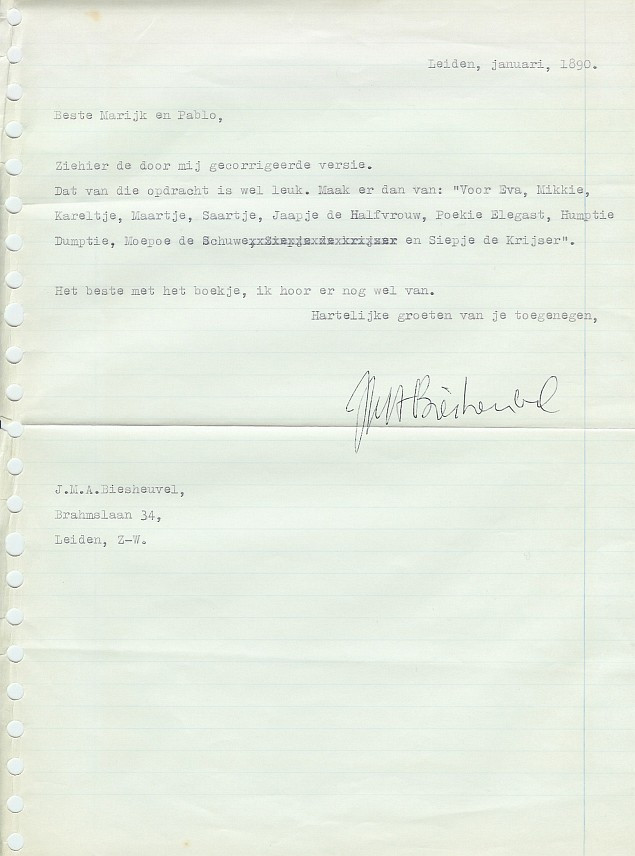 Leiden, januari, 1890.
Beste Marijk en Pablo,
Ziehier de door mij gecorrigeerde versie.
Dat van die opdracht is wel leuk. Maak er dan van: "Voor Eva, Mikkie,
Kareltje, Maartje, Saartje, Jaapje de Halfvrouw, Poekie Elegast, Humptie
Dumptie, Moepoe de Schuwe en Siepje de Krijser".
Het beste met het boekje, ik hoor er nog wel van.
Hartelijke groeten van je toegenegen,
JMA Biesheuvel
J.M.A.Biesheuvel,
Brahmslaan 34,
Leiden, Z-W.